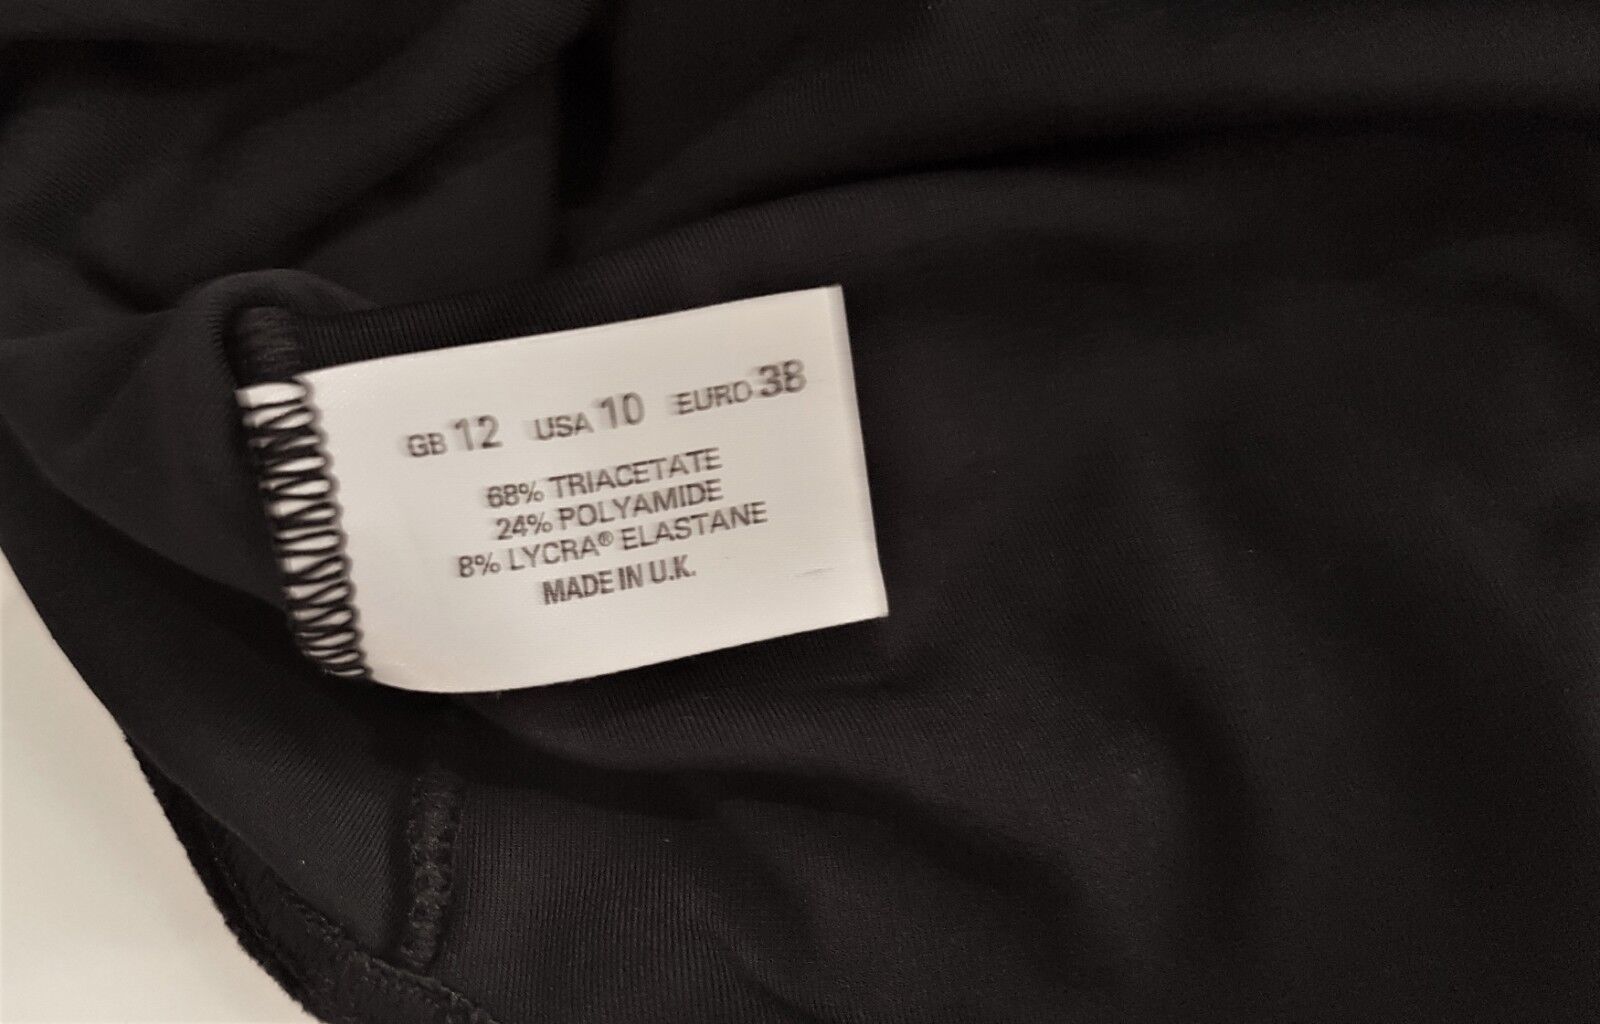 GB 12 USA 10 EURO 38
68% TRIACETATE
24% POLYAMIDE
8% LYCRA® ELASTANE
MADE IN U.K.